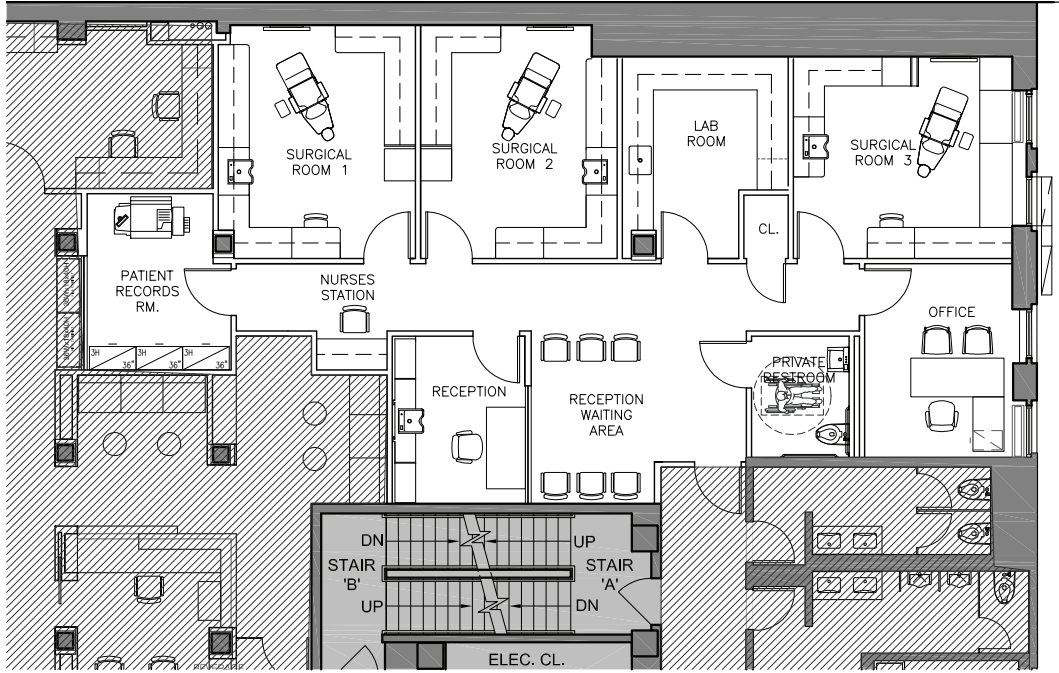 SURGICAL
ROOM 1
SURGICAL
ROOM 2
LAB
ROOM
SURGICAL
ROOM 3
CL.
PATIENT
RECORDS
RM.
NURSES
STATION
OFFICE
3H
36"
3H
36"
3H
36"
RECEPTION
RECEPTION
WAITING
AREA
PRIVATE
RESTROOM
DN
UP
STAIR
'B'
STAIR
'A'
UP
DN
ELEC. CL.